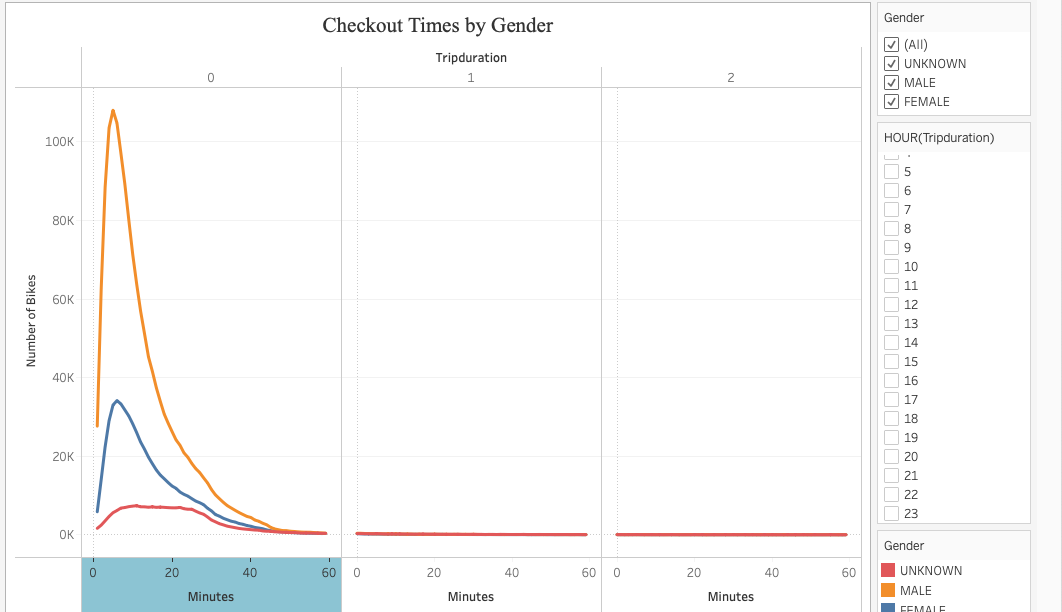 Checkout Times by Gender
Tripduration
0 1 2
Number of Bikes
100K
80K
60K
40K
20K
0K
0 20 40 60 0 20 40 60 0 20 40 60
Minutes Minutes Minutes
Gender
(All)
UNKNOWN
MALE
FEMALE
HOUR(Tripduration)
5
6
7
8
9
10
11
12
13
14
15
16
17
18
19
20
21
22
23
Gender
UNKNOWN
MALE
FEMALE